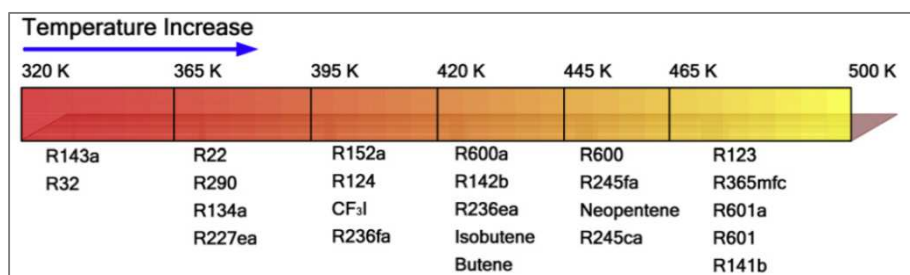 Temperature Increase
320 K 365 K 395 K 420 K 445 K 465 K 500 K
R143a R22 R152a R600a R600 R123
R32 R290 R124 R142b R245fa R365mfc
R134a CF₃I R236ea Neopentene R601a
R227ea R236fa Isobutene R245ca R601
Butene R141b